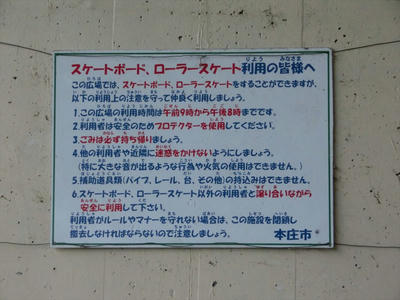 スケートボード、ローラースケート利用の皆様へ
この広場では、スケートボード、ローラースケートをすることができますが、
以下の利用上の注意を守って仲良く利用しましょう。
1.この広場の利用時間は午前9時から午後8時までです。
2.利用者は安全のためプロテクターを使用してください。
3.ごみは必ず持ち帰りましょう。
4.他の利用者や近隣に迷惑をかけないようにしましょう。
(特に大きな音が出るような行為や火気の使用はできません。)
5.補助道具類(パイプ、レール、台、その他)の持込みはできません。
6.スケートボード、ローラースケート以外の利用者と譲り合いながら
安全に利用して下さい。
利用者がルールやマナーを守れない場合は、この施設を閉鎖し
撤去しなければならないので注意しましょう。
本庄市